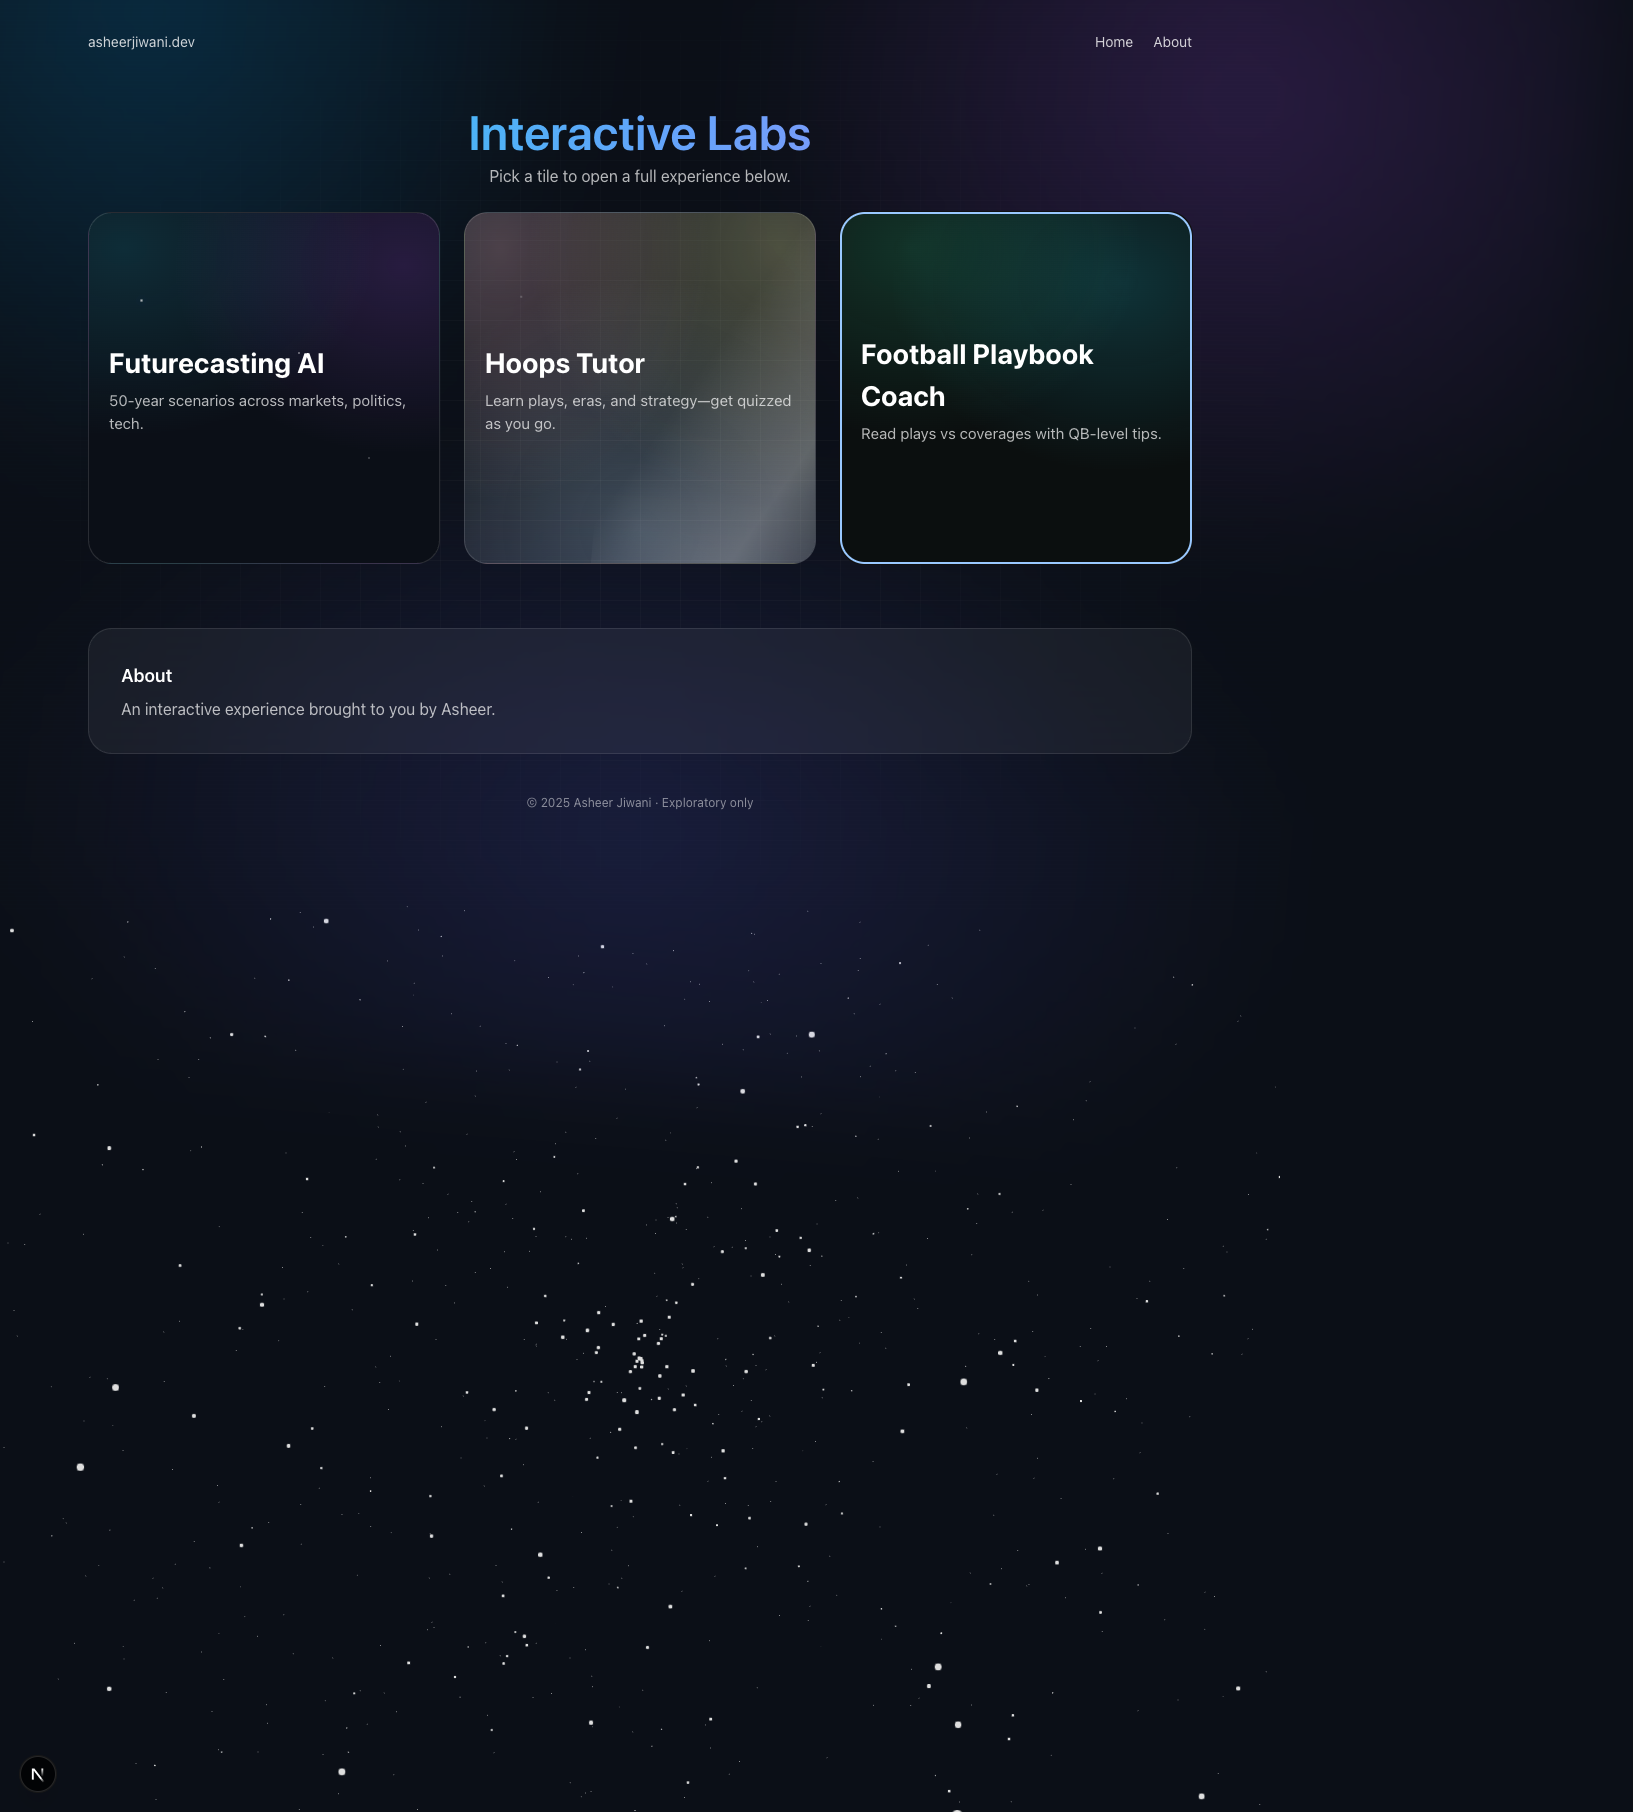 asheerjiwani.dev
Home About
Interactive Labs
Pick a tile to open a full experience below.
Futurecasting AI
50-year scenarios across markets, politics,
tech.
Hoops Tutor
Learn plays, eras, and strategy—get quizzed
as you go.
Football Playbook
Coach
Read plays vs coverages with QB-level tips.
About
An interactive experience brought to you by Asheer.
© 2025 Asheer Jiwani · Exploratory only
N